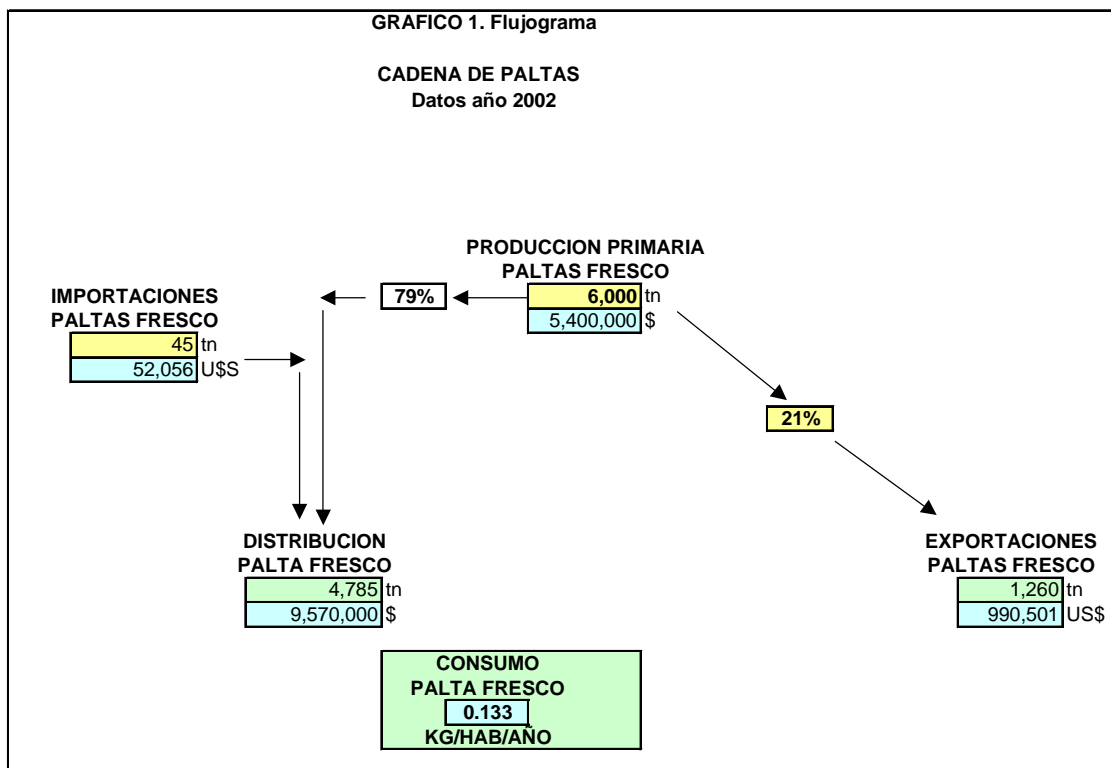 GRAFICO 1. Flujograma
CADENA DE PALTAS
Datos año 2002
PRODUCCION PRIMARIA
PALTAS FRESCO
6,000 tn
5,400,000 $
79%
IMPORTACIONES
PALTAS FRESCO
45 tn
52,056 U$S
21%
DISTRIBUCION
PALTA FRESCO
4,785 tn
9,570,000 $
EXPORTACIONES
PALTAS FRESCO
1,260 tn
990,501 US$
CONSUMO
PALTA FRESCO
0.133
KG/HAB/AÑO